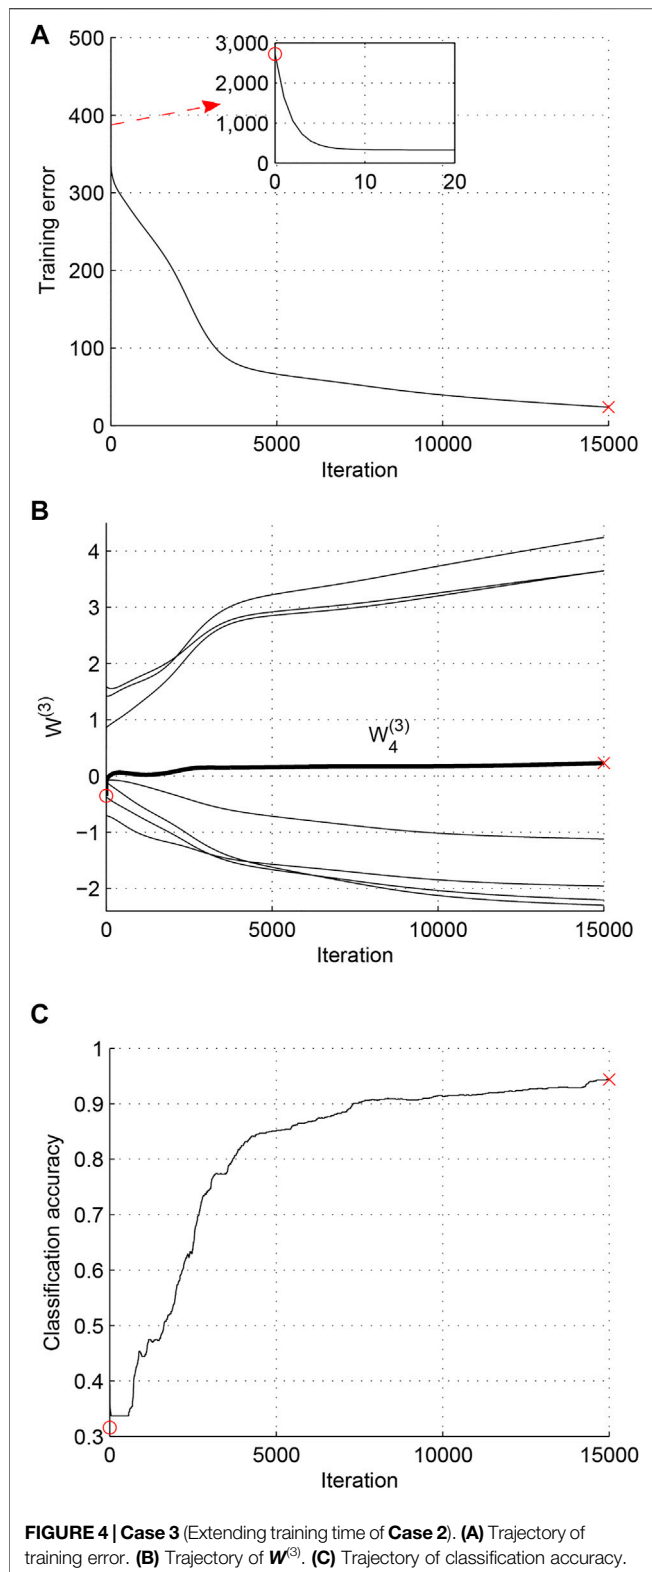 A
500
400
300
200
100
0
Training error
3,000
2,000
1,000
0
0 10 20
0 5000 10000 15000
Iteration
B
4
3
2
1
0
−1
−2
W(3)
W4(3)
0 5000 10000 15000
Iteration
C
1
0.9
0.8
0.7
0.6
0.5
0.4
0.3
Classification accuracy
0 5000 10000 15000
Iteration
FIGURE 4 | Case 3 (Extending training time of Case 2). (A) Trajectory of
training error. (B) Trajectory of W(3). (C) Trajectory of classification accuracy.